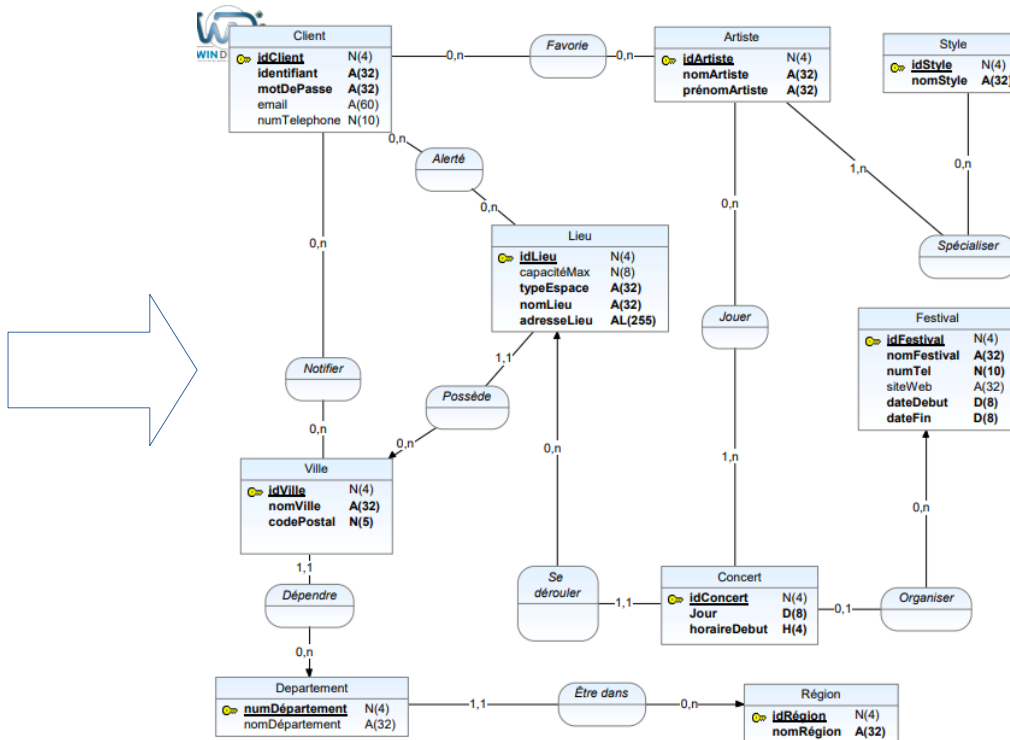 WIN D
Client
idClient N(4)
identifiant A(32)
motDePasse A(32)
email A(60)
numTelephone N(10)
0,n
Favorie
0,n
Artiste
idArtiste N(4)
nomArtiste A(32)
prénomArtiste A(32)
Style
idStyle N(4)
nomStyle A(32)
0,n
Alerté
0,n
1,n
0,n
0,n
0,n
Spécialiser
Lieu
idLieu N(4)
capacitéMax N(8)
typeEspace A(32)
nomLieu A(32)
adresseLieu AL(255)
Jouer
Festival
idFestival N(4)
nomFestival A(32)
numTel N(10)
siteWeb A(32)
dateDebut D(8)
dateFin D(8)
Notifier
1,1
Possède
0,n
0,n
0,n
1,n
0,n
Ville
idVille N(4)
nomVille A(32)
codePostal N(5)
1,1
Dépendre
Se
dérouler
1,1
Concert
idConcert N(4)
Jour D(8)
horaireDebut H(4)
0,1
Organiser
0,n
Departement
numDépartement N(4)
nomDépartement A(32)
1,1
Être dans
0,n
Région
idRégion N(4)
nomRégion A(32)